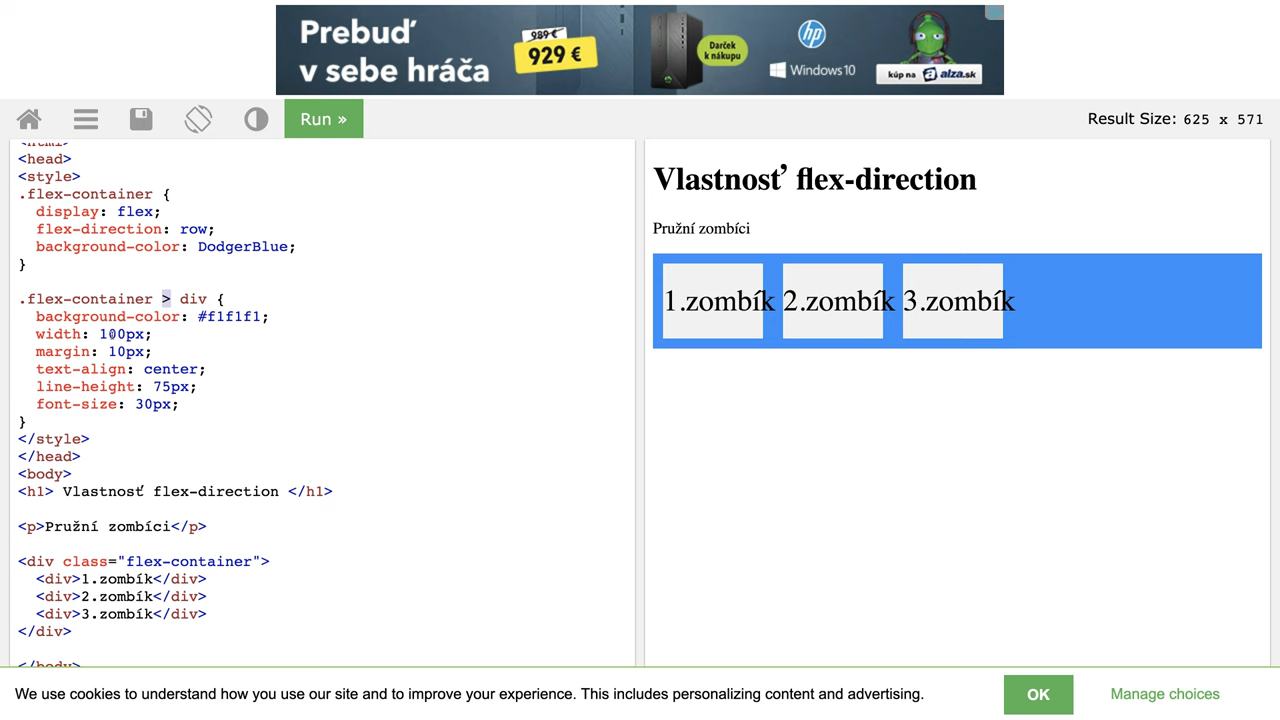 Prebuď
v sebe hráča
989 €
929 €
Darček
k nákupu
hp
Windows 10
kúp na alza.sk
Run »
Result Size: 625 x 571
<html>
<head>
<style>
.flex-container {
  display: flex;
  flex-direction: row;
  background-color: DodgerBlue;
}
.flex-container > div {
  background-color: #f1f1f1;
  width: 100px;
  margin: 10px;
  text-align: center;
  line-height: 75px;
  font-size: 30px;
}
</style>
</head>
<body>
<h1> Vlastnosť flex-direction </h1>
<p>Pružní zombíci</p>
<div class="flex-container">
  <div>1.zombík</div>
  <div>2.zombík</div>
  <div>3.zombík</div>
</div>
</body>
Vlastnosť flex-direction
Pružní zombíci
1.zombík 2.zombík 3.zombík
We use cookies to understand how you use our site and to improve your experience. This includes personalizing content and advertising.
OK
Manage choices